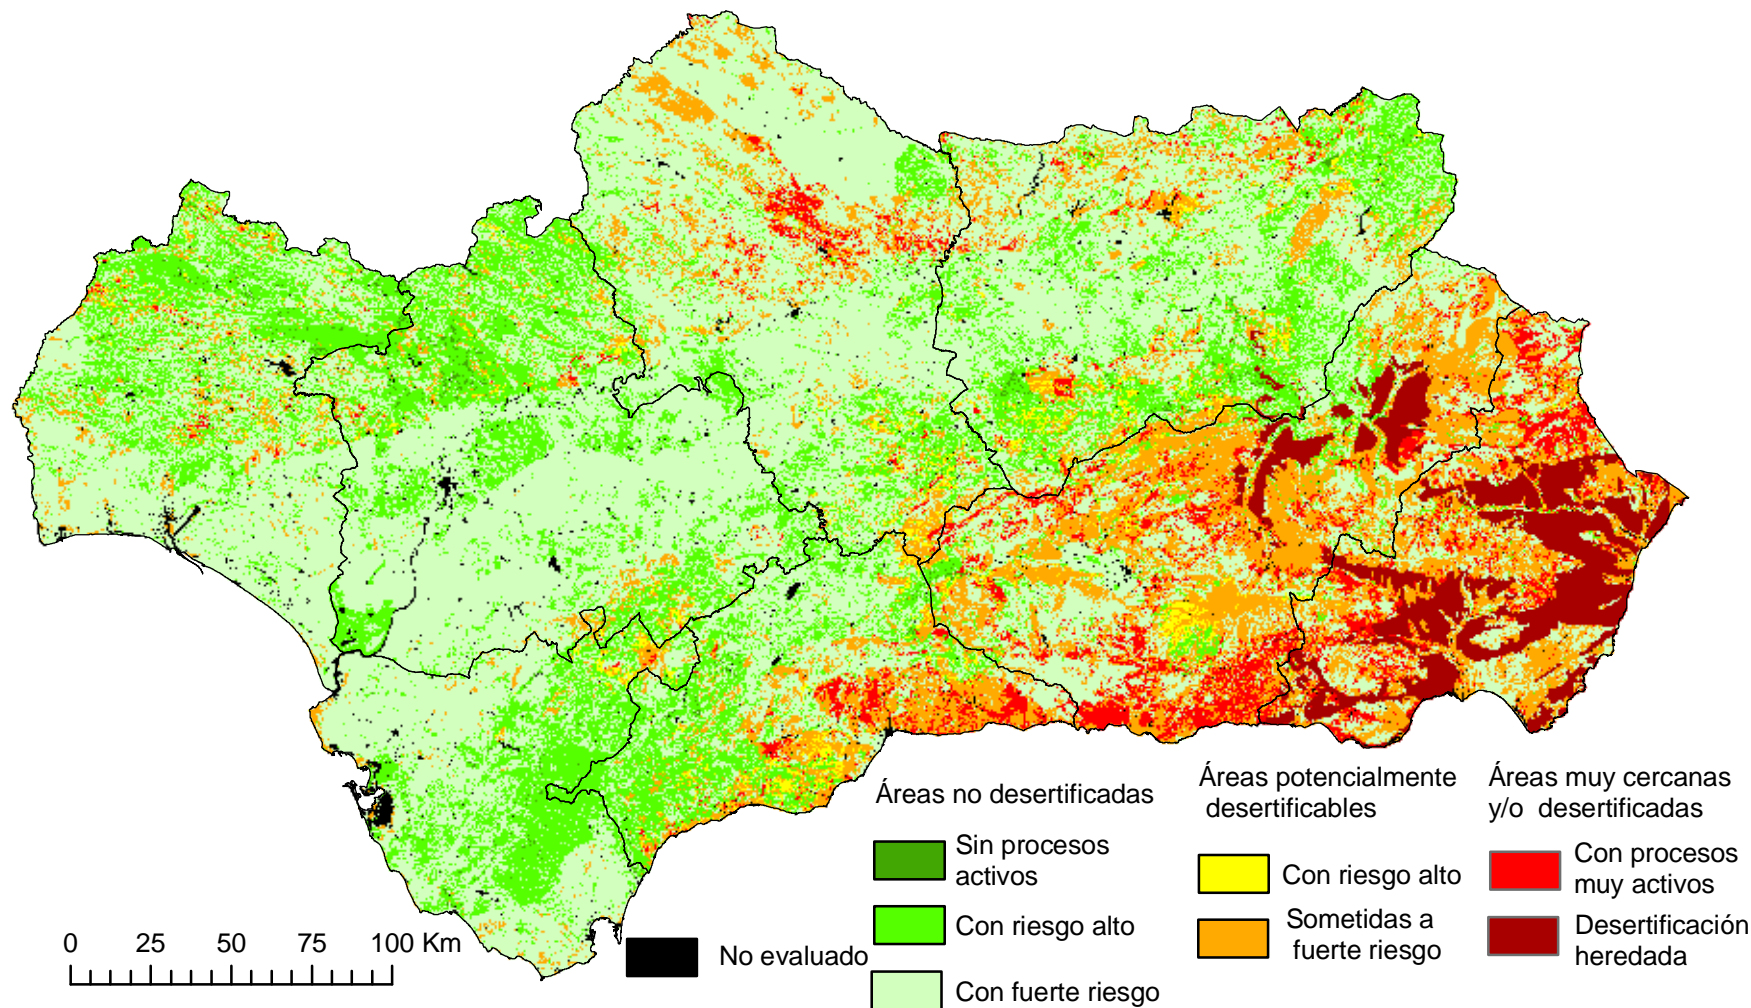 Áreas no desertificadas
Sin procesos
activos
Con riesgo alto
Con fuerte riesgo
Áreas potencialmente
desertificables
Con riesgo alto
Sometidas a
fuerte riesgo
Áreas muy cercanas
y/o desertificadas
Con procesos
muy activos
Desertificación
heredada
No evaluado
0 25 50 75 100 Km